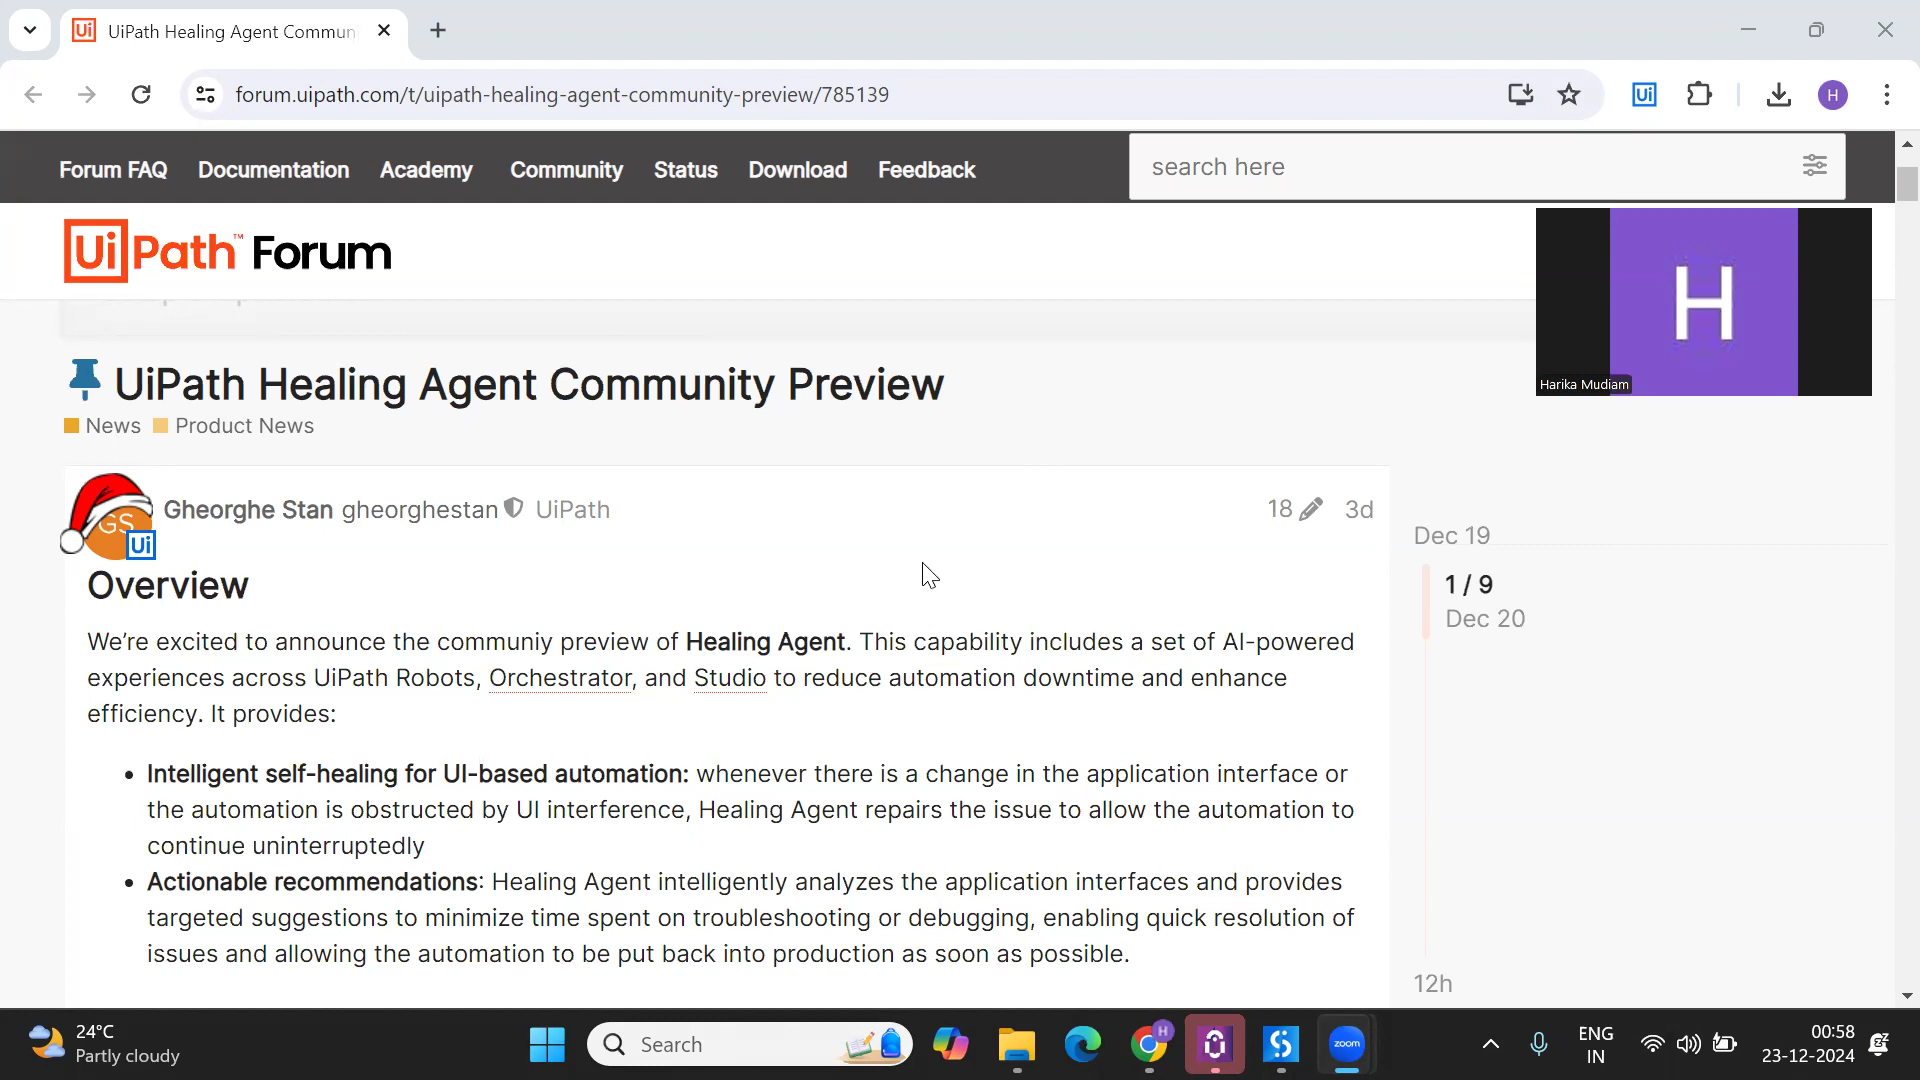 UiPath Healing Agent Commun
forum.uipath.com/t/uipath-healing-agent-community-preview/785139
Ui
H
Forum FAQ Documentation Academy Community Status Download Feedback
search here
UiPath™ Forum
H
Harika Mudiam
UiPath Healing Agent Community Preview
News Product News
GS
Ui
Gheorghe Stan gheorghestan UiPath 18 3d
Dec 19
1 / 9
Dec 20
12h
Overview
We’re excited to announce the communiy preview of Healing Agent. This capability includes a set of AI-powered
experiences across UiPath Robots, Orchestrator, and Studio to reduce automation downtime and enhance
efficiency. It provides:
• Intelligent self-healing for UI-based automation: whenever there is a change in the application interface or
the automation is obstructed by UI interference, Healing Agent repairs the issue to allow the automation to
continue uninterruptedly
• Actionable recommendations: Healing Agent intelligently analyzes the application interfaces and provides
targeted suggestions to minimize time spent on troubleshooting or debugging, enabling quick resolution of
issues and allowing the automation to be put back into production as soon as possible.
24°C
Partly cloudy
Search
H
zoom
ENG
IN
00:58
23-12-2024